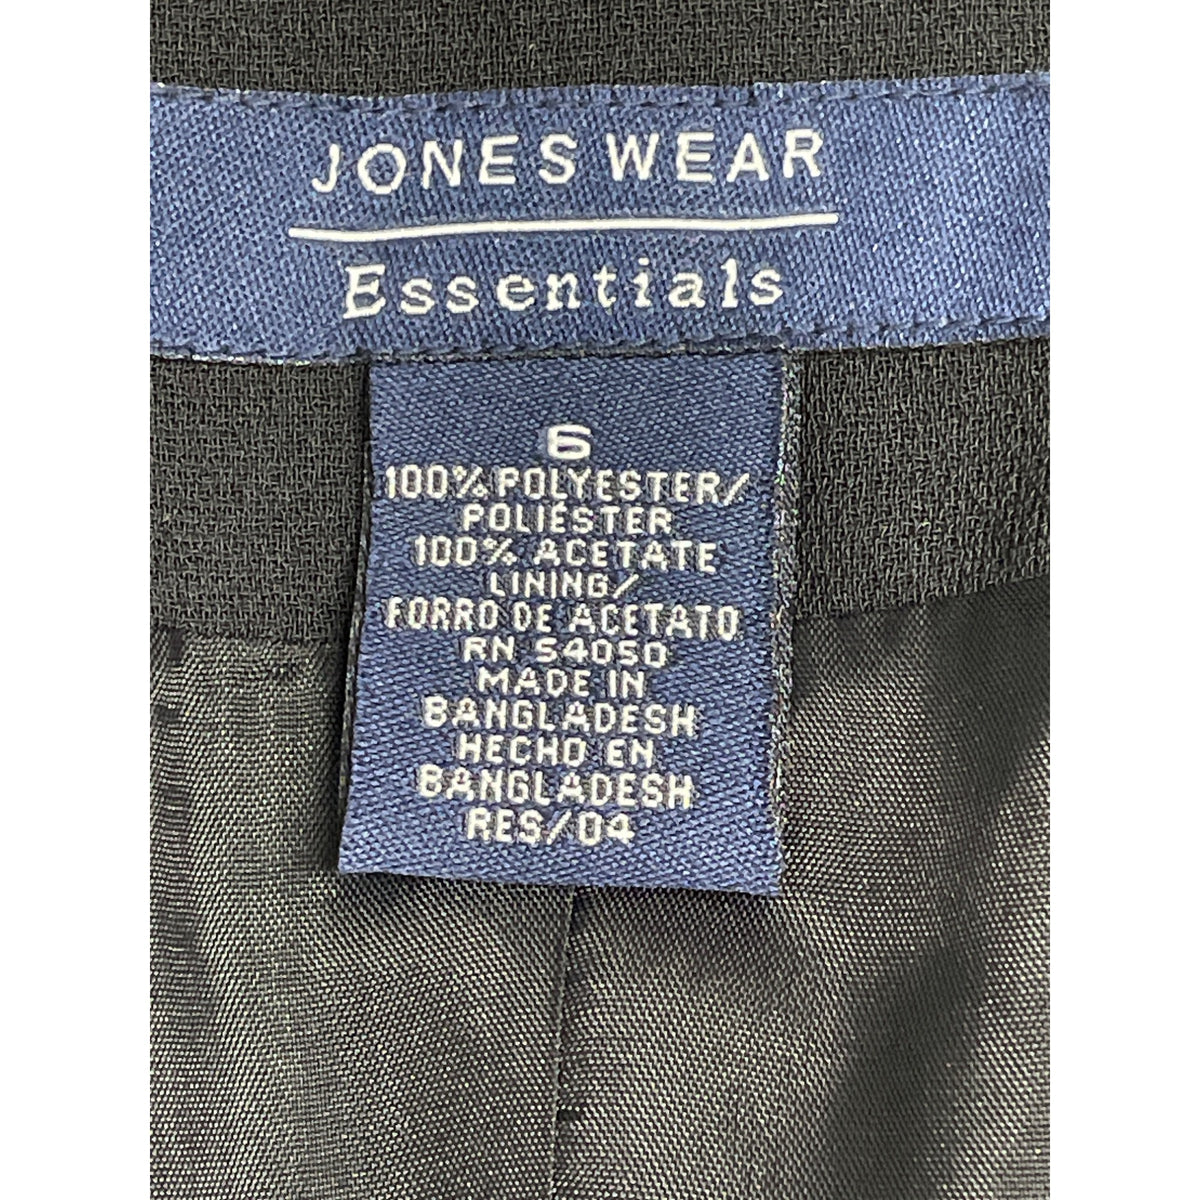 JONES WEAR
Essentials
6
100% POLYESTER/
POLIESTER
100% ACETATE
LINING/
FORRO DE ACETATO
RN 54050
MADE IN
BANGLADESH
HECHO EN
BANGLADESH
RES/04